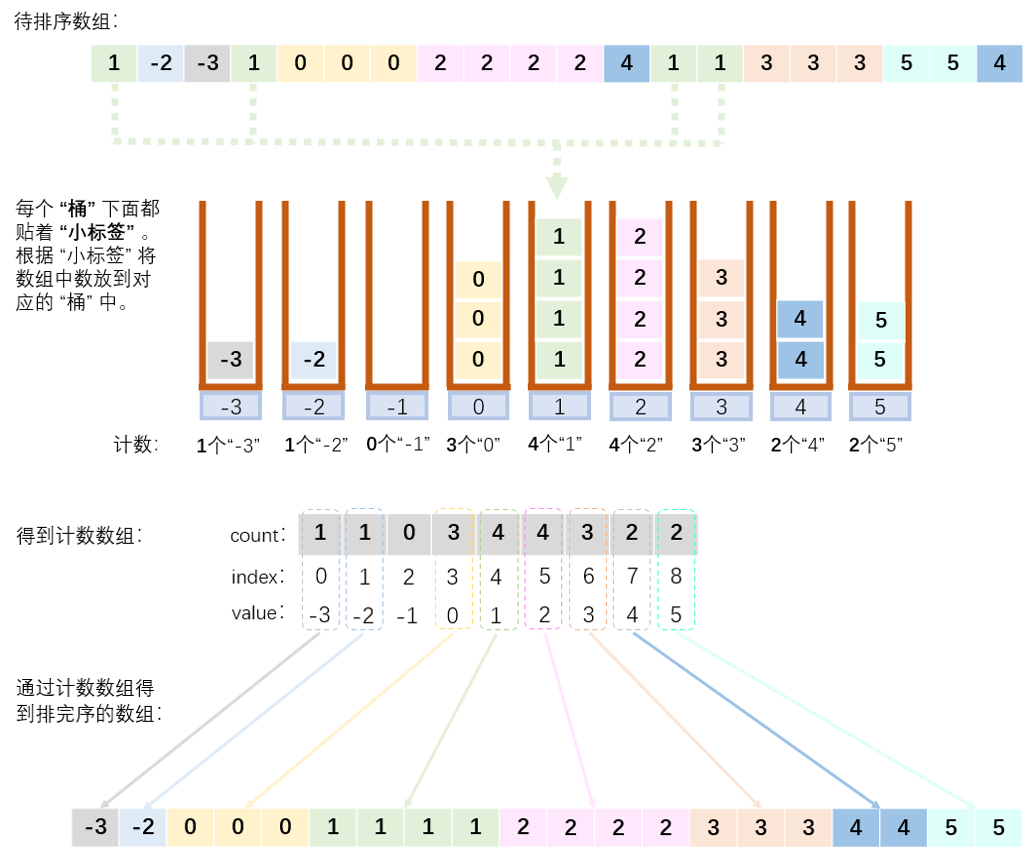 待排序数组：
1 -2 -3 1 0 0 0 2 2 2 2 4 1 1 3 3 3 5 5 4
每个 “桶” 下面都
贴着 “小标签” 。
根据 “小标签” 将
数组中数放到对
应的 “桶” 中。
1 2
0 1 2 3
0 1 2 3 4 5
-3 -2 0 1 2 3 4 5
-3 -2 -1 0 1 2 3 4 5
计数： 1个“-3” 1个“-2” 0个“-1” 3个“0” 4个“1” 4个“2” 3个“3” 2个“4” 2个“5”
得到计数数组： count： 1 1 0 3 4 4 3 2 2
index： 0 1 2 3 4 5 6 7 8
value： -3 -2 -1 0 1 2 3 4 5
通过计数数组得
到排完序的数组：
-3 -2 0 0 0 1 1 1 1 2 2 2 2 3 3 3 4 4 5 5